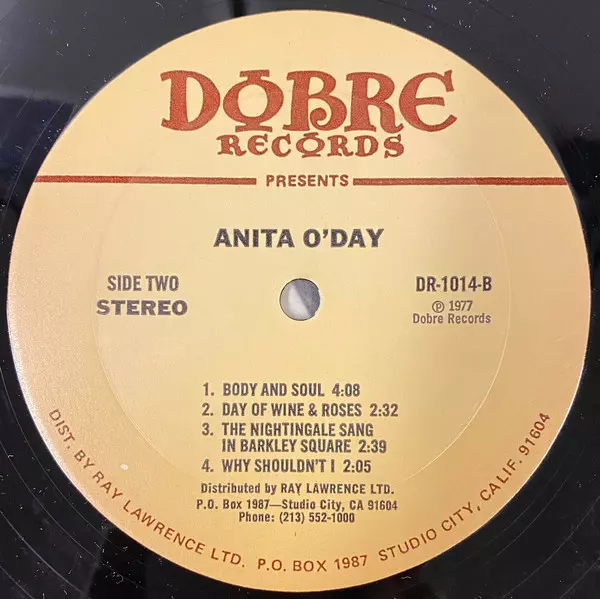 DOBRE
RECORDS
PRESENTS
ANITA O'DAY
SIDE TWO
STEREO
DR-1014-B
℗ 1977
Dobre Records
1. BODY AND SOUL 4:08
2. DAY OF WINE & ROSES 2:32
3. THE NIGHTINGALE SANG
IN BARKLEY SQUARE 2:39
4. WHY SHOULDN'T I 2:05
Distributed by RAY LAWRENCE LTD.
P.O. Box 1987—Studio City, CA 91604
Phone: (213) 552-1000
DIST. BY RAY LAWRENCE LTD. P.O. BOX 1987 STUDIO CITY, CALIF. 91604